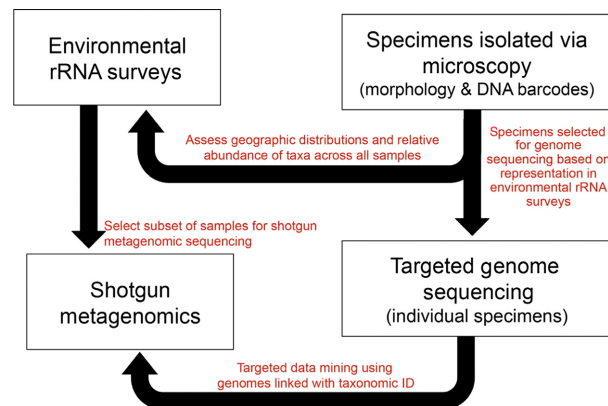 Environmental
rRNA surveys
Specimens isolated via
microscopy
(morphology & DNA barcodes)
Assess geographic distributions and relative
abundance of taxa across all samples
Specimens selected
for genome
sequencing based on
representation in
environmental rRNA
surveys
Select subset of samples for shotgun
metagenomic sequencing
Shotgun
metagenomics
Targeted genome
sequencing
(individual specimens)
Targeted data mining using
genomes linked with taxonomic ID